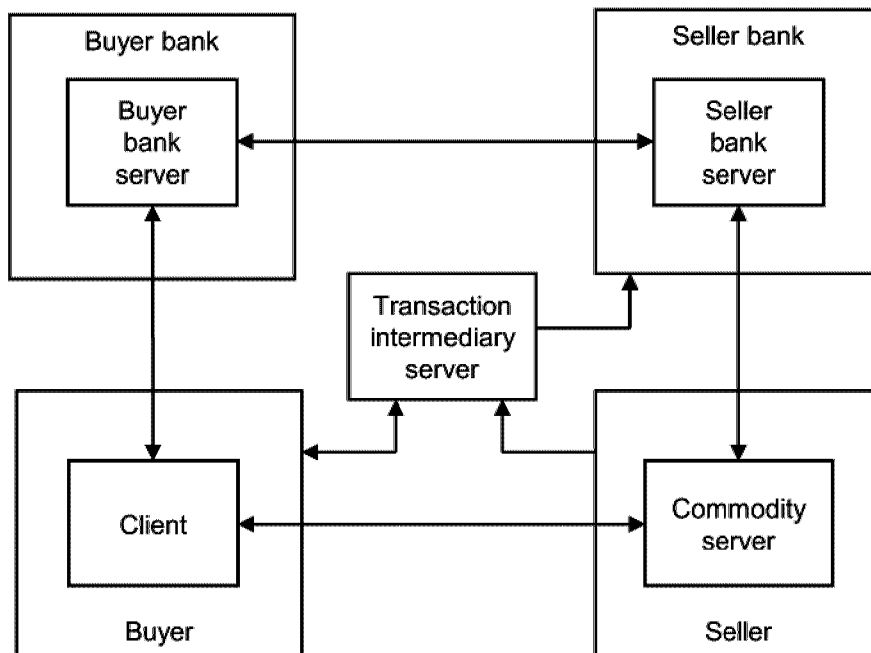 Buyer bank
Buyer
bank
server
Seller bank
Seller
bank
server
Transaction
intermediary
server
Client
Buyer
Commodity
server
Seller